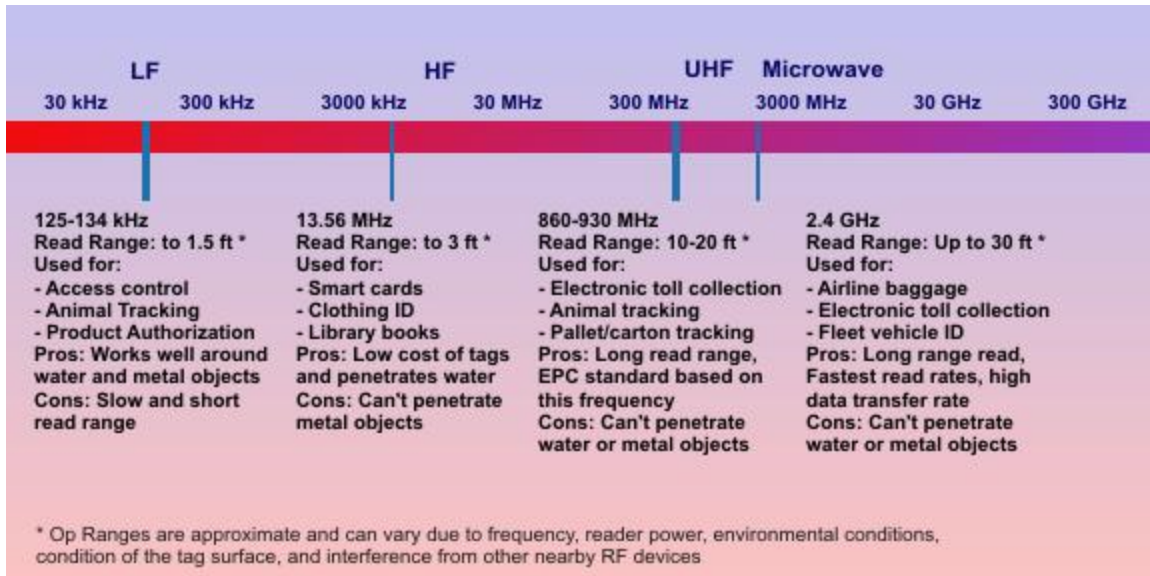 LF HF UHF Microwave
30 kHz 300 kHz 3000 kHz 30 MHz 300 MHz 3000 MHz 30 GHz 300 GHz
125-134 kHz
Read Range: to 1.5 ft *
Used for:
- Access control
- Animal Tracking
- Product Authorization
Pros: Works well around
water and metal objects
Cons: Slow and short
read range
13.56 MHz
Read Range: to 3 ft *
Used for:
- Smart cards
- Clothing ID
- Library books
Pros: Low cost of tags
and penetrates water
Cons: Can't penetrate
metal objects
860-930 MHz
Read Range: 10-20 ft *
Used for:
- Electronic toll collection
- Animal tracking
- Pallet/carton tracking
Pros: Long read range,
EPC standard based on
this frequency
Cons: Can't penetrate
water or metal objects
2.4 GHz
Read Range: Up to 30 ft *
Used for:
- Airline baggage
- Electronic toll collection
- Fleet vehicle ID
Pros: Long range read,
Fastest read rates, high
data transfer rate
Cons: Can't penetrate
water or metal objects
* Op Ranges are approximate and can vary due to frequency, reader power, environmental conditions,
condition of the tag surface, and interference from other nearby RF devices